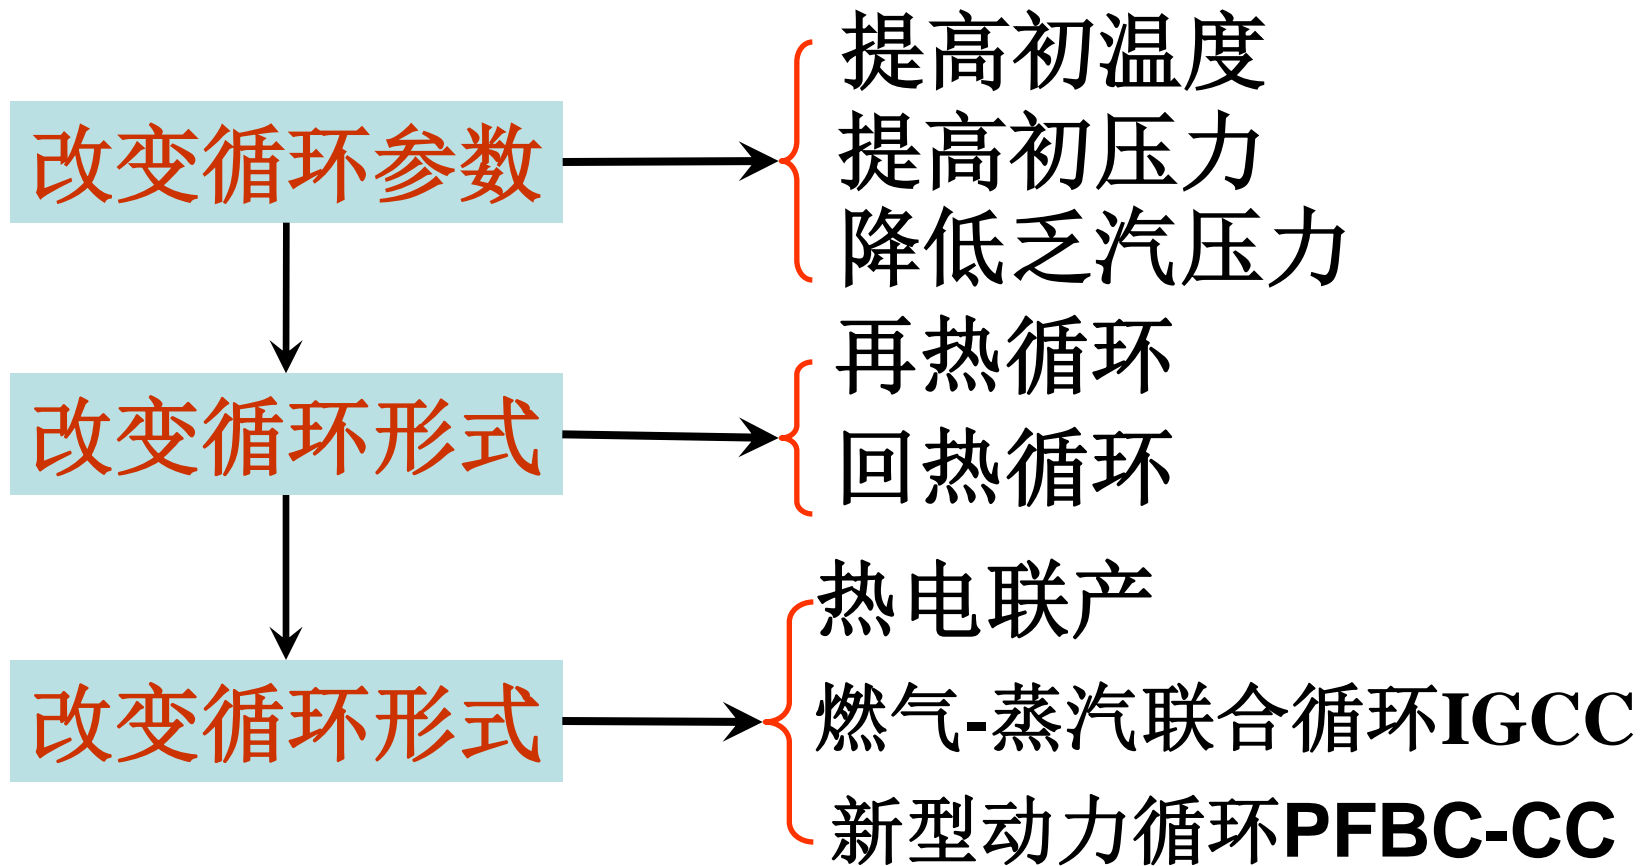 改变循环参数
提高初温度
提高初压力
降低乏汽压力
改变循环形式
再热循环
回热循环
改变循环形式
热电联产
燃气-蒸汽联合循环IGCC
新型动力循环PFBC-CC